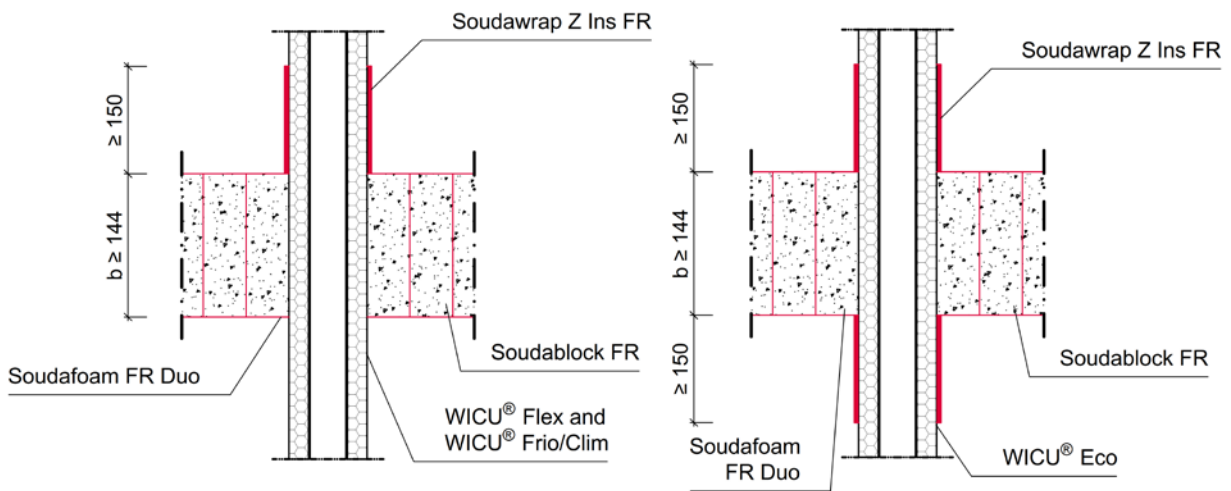 Soudawrap Z Ins FR
≥ 150
b ≥ 144
Soudablock FR
Soudafoam FR Duo
WICU® Flex and
WICU® Frio/Clim
Soudawrap Z Ins FR
≥ 150
b ≥ 144
≥ 150
Soudablock FR
Soudafoam
FR Duo
WICU® Eco